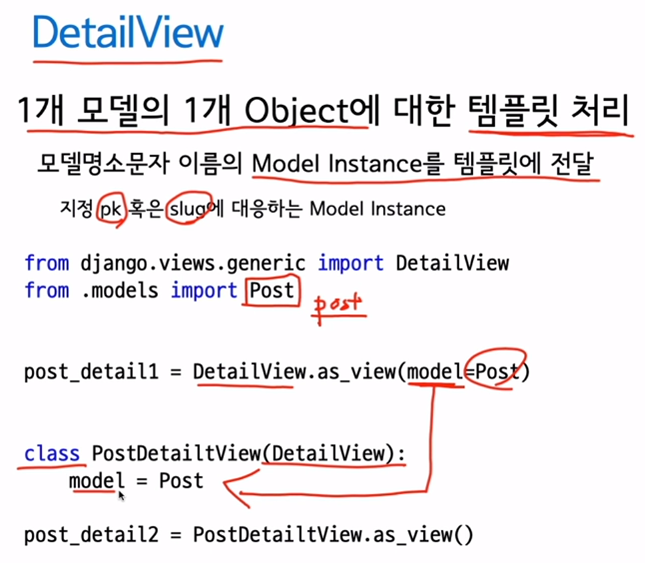 DetailView
1개 모델의 1개 Object에 대한 템플릿 처리
모델명소문자 이름의 Model Instance를 템플릿에 전달
지정 pk 혹은 slug에 대응하는 Model Instance
from django.views.generic import DetailView
from .models import Post
post
post_detail1 = DetailView.as_view(model=Post)
class PostDetailtView(DetailView):
model = Post
post_detail2 = PostDetailtView.as_view()